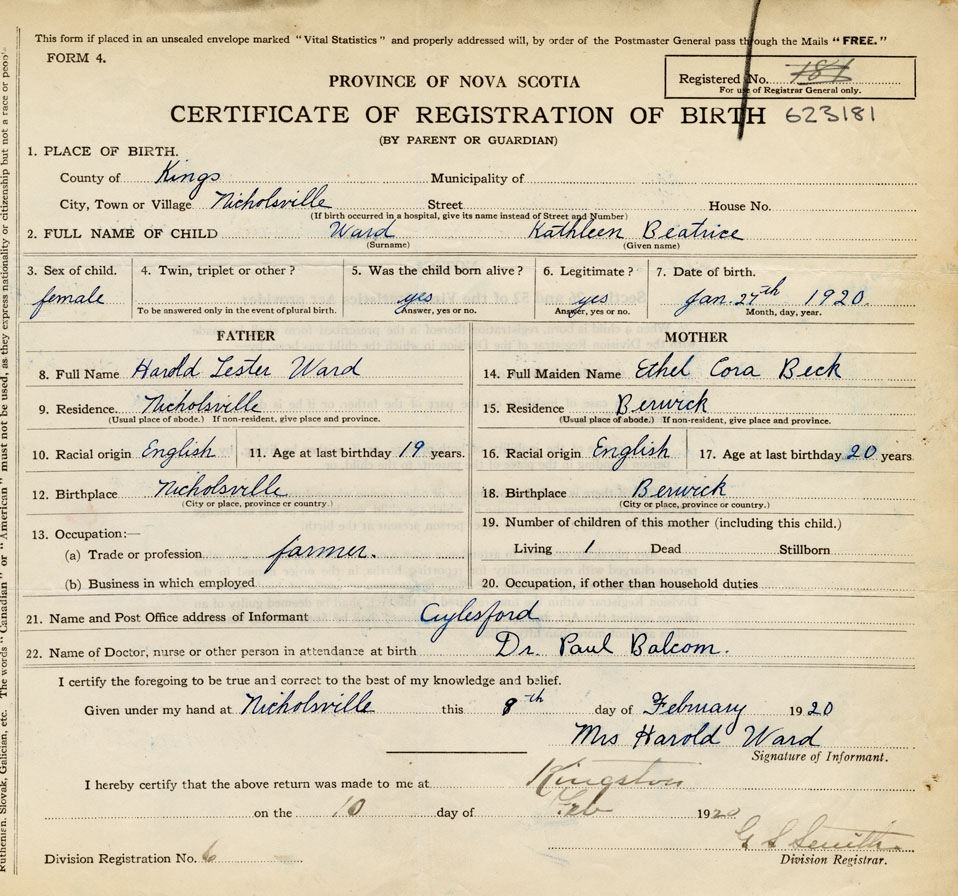 This form if placed in an unsealed envelope marked "Vital Statistics" and properly addressed will, by order of the Postmaster General pass through the Mails "FREE."
FORM 4.
PROVINCE OF NOVA SCOTIA
Registered No. 181
For use of Registrar General only.
CERTIFICATE OF REGISTRATION OF BIRTH 623181
(BY PARENT OR GUARDIAN)
1. PLACE OF BIRTH.
County of Kings Municipality of
City, Town or Village Nicholsville Street House No.
(If birth occurred in a hospital, give its name instead of Street and Number)
2. FULL NAME OF CHILD Ward Kathleen Beatrice
(Surname) (Given name)
3. Sex of child. 4. Twin, triplet or other? 5. Was the child born alive? 6. Legitimate? 7. Date of birth.
female yes yes Jan. 27th 1920.
To be answered only in the event of plural birth. Answer, yes or no. Answer, yes or no. Month, day, year.
FATHER MOTHER
8. Full Name Harold Lester Ward 14. Full Maiden Name Ethel Cora Beck
9. Residence Nicholsville 15. Residence Berwick
(Usual place of abode.) If non-resident, give place and province. (Usual place of abode.) If non-resident, give place and province.
10. Racial origin English 11. Age at last birthday 19 years. 16. Racial origin English 17. Age at last birthday 20 years
12. Birthplace Nicholsville 18. Birthplace Berwick
(City or place, province or country.) (City or place, province or country.)
13. Occupation:— 19. Number of children of this mother (including this child.)
(a) Trade or profession farmer. Living 1 Dead Stillborn
(b) Business in which employed 20. Occupation, if other than household duties
21. Name and Post Office address of Informant Aylesford
22. Name of Doctor, nurse or other person in attendance at birth Dr. Paul Balcom.
I certify the foregoing to be true and correct to the best of my knowledge and belief.
Given under my hand at Nicholsville this 8th day of February 1920
Mrs Harold Ward
Signature of Informant.
I hereby certify that the above return was made to me at Kingston
on the 10 day of Feb 1920
G S Smith
Division Registration No. 6 Division Registrar.
Ruthenian, Slovak, Galician, etc. The words "Canadian" or "American" must not be used, as they express nationality or citizenship but not a race or